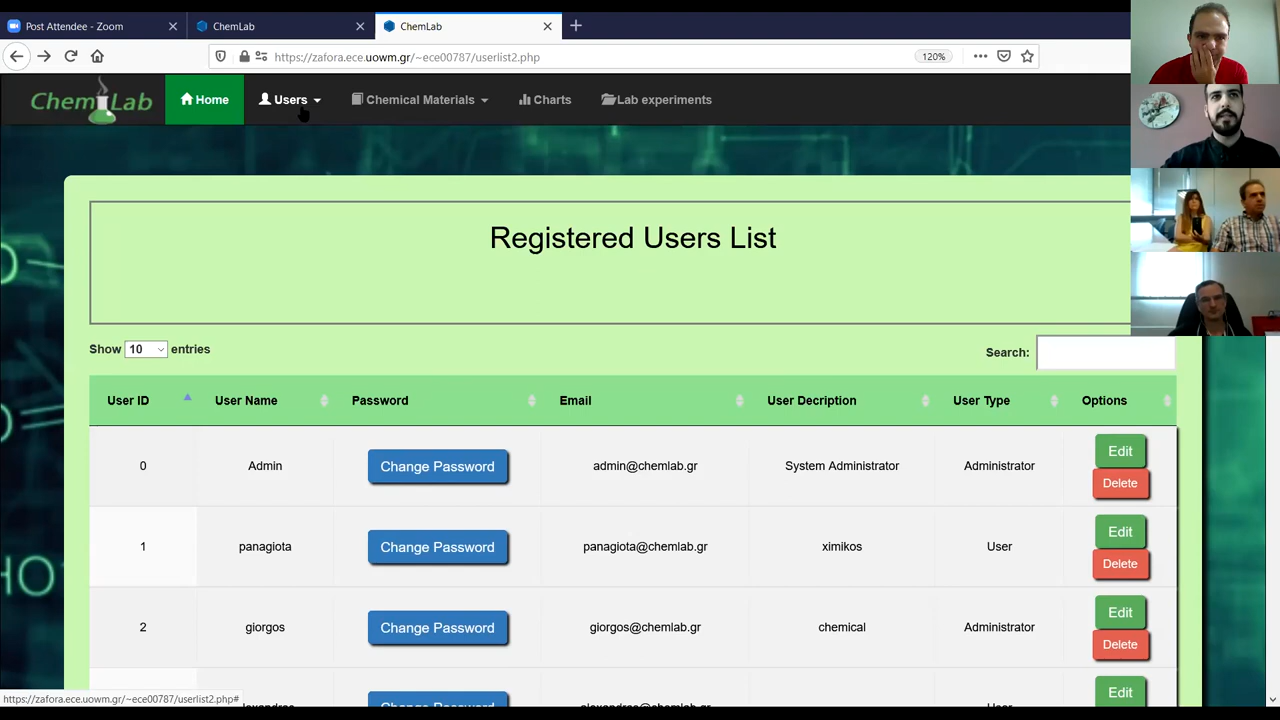 Post Attendee - Zoom
ChemLab
ChemLab
https://zafora.ece.uowm.gr/~ece00787/userlist2.php
120%
ChemLab
Home
Users
Chemical Materials
Charts
Lab experiments
Registered Users List
Show 10 entries
Search:
User ID User Name Password Email User Decription User Type Options
0 Admin Change Password admin@chemlab.gr System Administrator Administrator Edit
Delete
1 panagiota Change Password panagiota@chemlab.gr ximikos User Edit
Delete
2 giorgos Change Password giorgos@chemlab.gr chemical Administrator Edit
Delete
Change Password
Edit
https://zafora.ece.uowm.gr/~ece00787/userlist2.php#